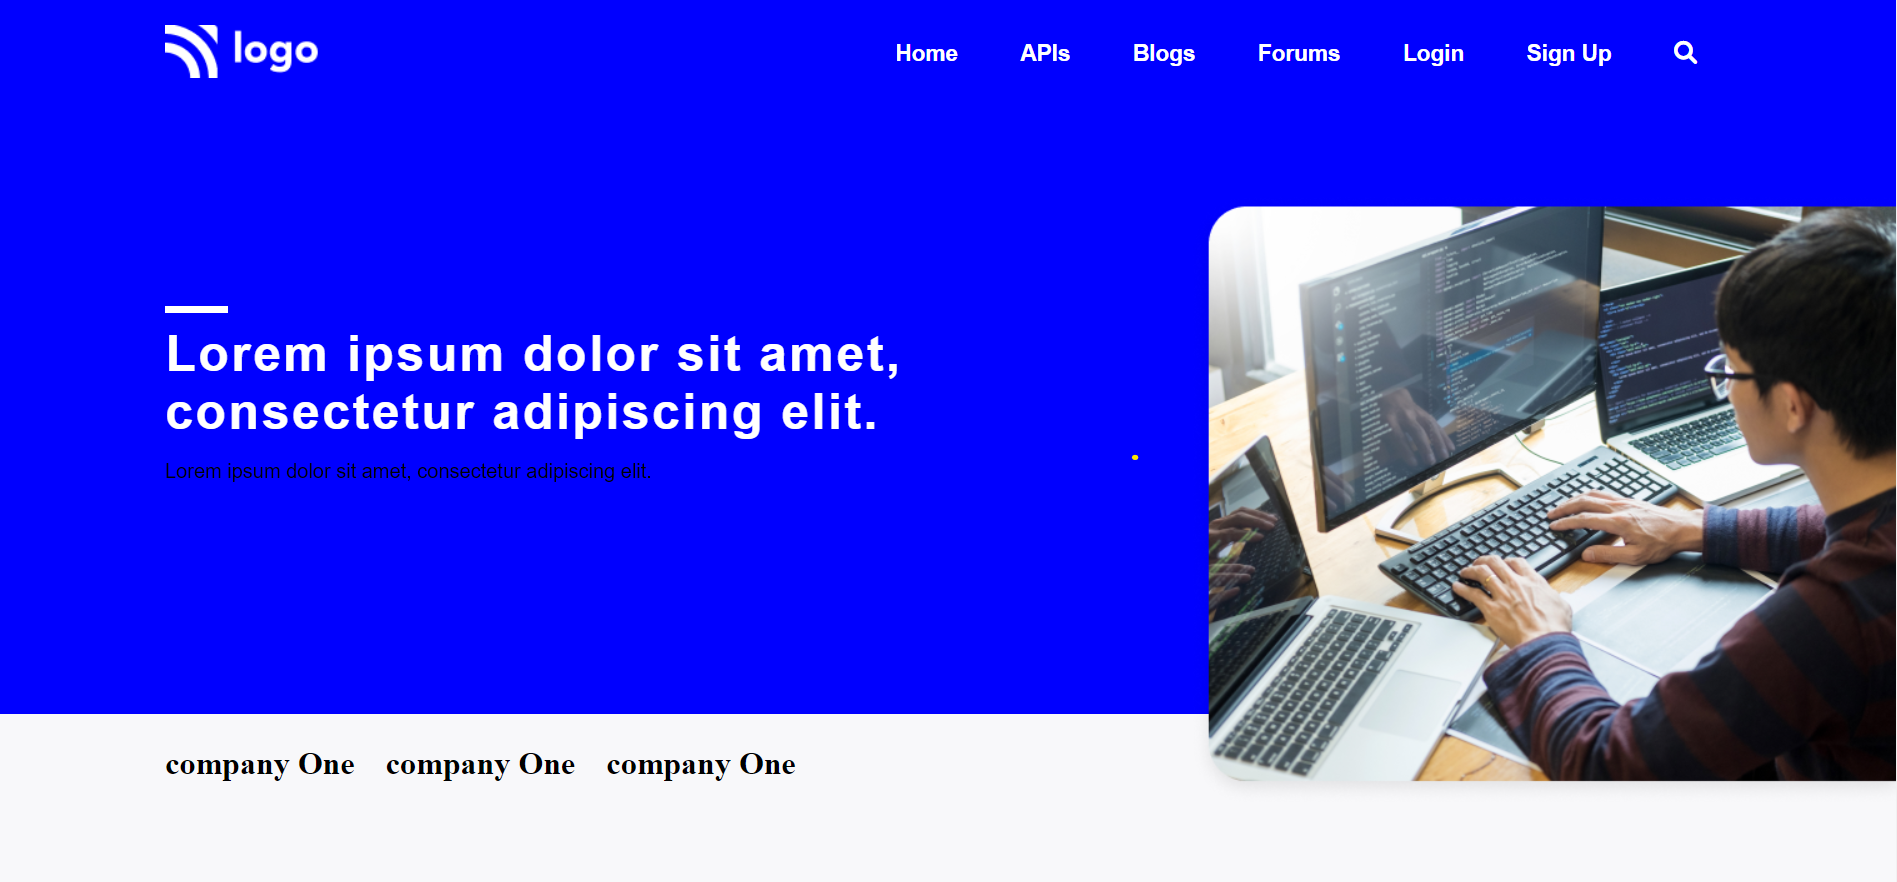 logo
Home APIs Blogs Forums Login Sign Up
Lorem ipsum dolor sit amet,
consectetur adipiscing elit.
Lorem ipsum dolor sit amet, consectetur adipiscing elit.
company One company One company One